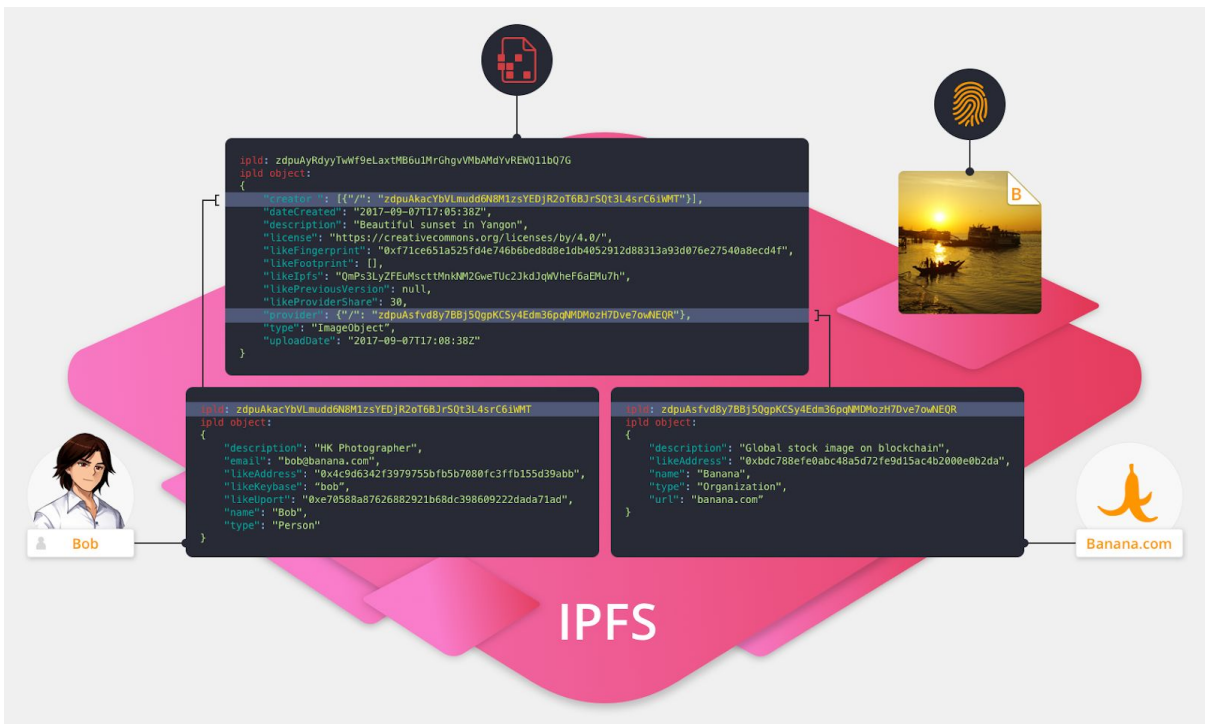 ipld: zdpuAyRdyyTwWf9eLaxtMB6u1MrGhgvVMbAMdYvREWQ11bQ7G
ipld object:
{
"creator ": [{"/": "zdpuAkacYbVLmudd6N8M1zsYEDjR2oT6BJrSQt3L4srC6iWMT"}],
"dateCreated": "2017-09-07T17:05:38Z",
"description": "Beautiful sunset in Yangon",
"license": "https://creativecommons.org/licenses/by/4.0/",
"likeFingerprint": "0xf71ce651a525fd4e746b6bed8d8e1db4052912d88313a93d076e27540a8ecd4f",
"likeFootprint": [],
"likeIpfs": "QmPs3LyZFEuMscttMnkNM2GweTUc2JkdJqWVheF6aEMu7h",
"likePreviousVersion": null,
"likeProviderShare": 30,
"provider": {"/": "zdpuAsfvd8y7BBj5QgpKCSy4Edm36pqNMDMozH7Dve7owNEQR"},
"type": "ImageObject",
"uploadDate": "2017-09-07T17:08:38Z"
}
B
ipld: zdpuAkacYbVLmudd6N8M1zsYEDjR2oT6BJrSQt3L4srC6iWMT
ipld object:
{
"description": "HK Photographer",
"email": "bob@banana.com",
"likeAddress": "0x4c9d6342f3979755bfb5b7080fc3ffb155d39abb",
"likeKeybase": "bob",
"likeUport": "0xe70588a87626882921b68dc398609222dada71ad",
"name": "Bob",
"type": "Person"
}
Bob
ipld: zdpuAsfvd8y7BBj5QgpKCSy4Edm36pqNMDMozH7Dve7owNEQR
ipld object:
{
"description": "Global stock image on blockchain",
"likeAddress": "0xbdc788efe0abc48a5d72fe9d15ac4b2000e0b2da",
"name": "Banana",
"type": "Organization",
"url": "banana.com"
}
Banana.com
IPFS